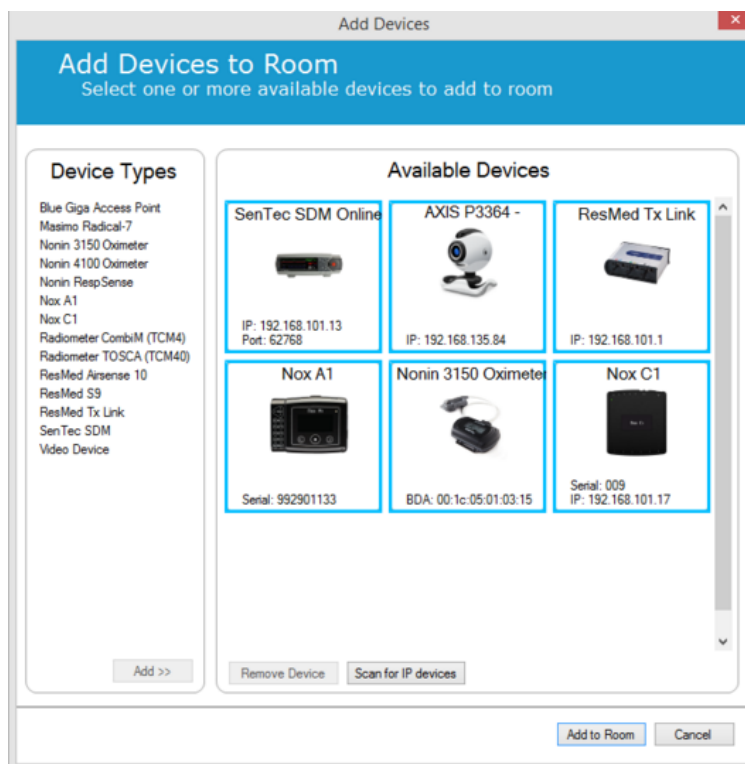 Add Devices
Add Devices to Room
Select one or more available devices to add to room
Device Types
Blue Giga Access Point
Masimo Radical-7
Nonin 3150 Oximeter
Nonin 4100 Oximeter
Nonin RespSense
Nox A1
Nox C1
Radiometer CombiM (TCM4)
Radiometer TOSCA (TCM40)
ResMed Airsense 10
ResMed S9
ResMed Tx Link
SenTec SDM
Video Device
Add >>
Available Devices
SenTec SDM Online
IP: 192.168.101.13
Port: 62768
AXIS P3364 -
IP: 192.168.135.84
ResMed Tx Link
IP: 192.168.101.1
Nox A1
Serial: 992901133
Nonin 3150 Oximeter
BDA: 00:1c:05:01:03:15
Nox C1
Serial: 009
IP: 192.168.101.17
Remove Device
Scan for IP devices
Add to Room
Cancel